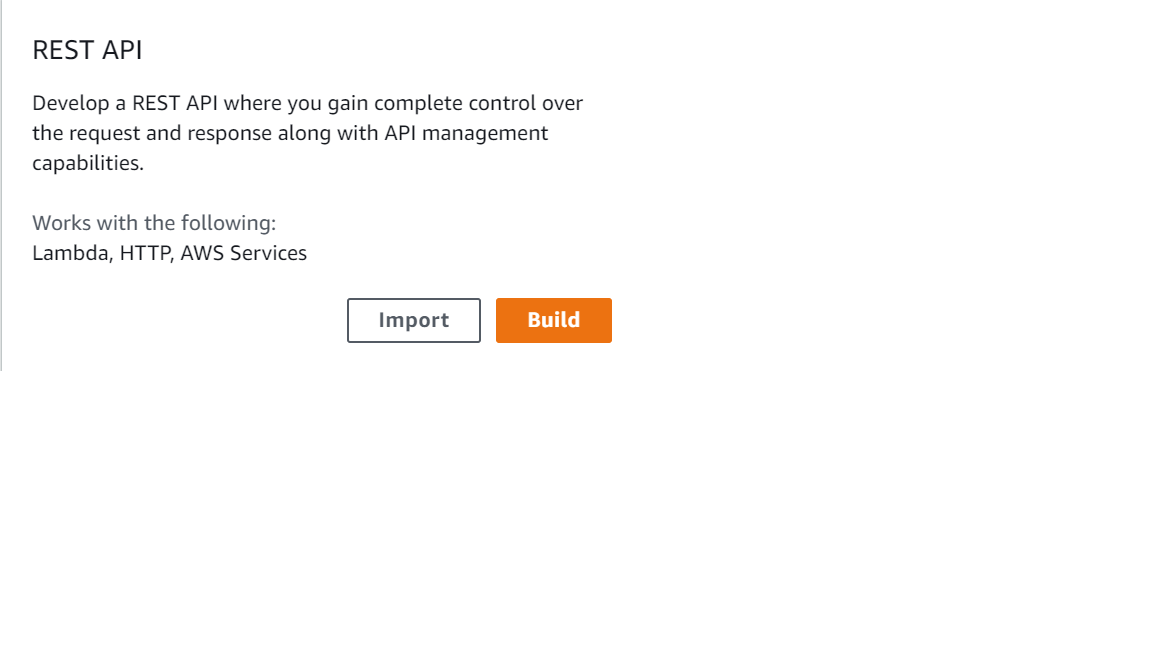 REST API
Develop a REST API where you gain complete control over
the request and response along with API management
capabilities.
Works with the following:
Lambda, HTTP, AWS Services
Import
Build